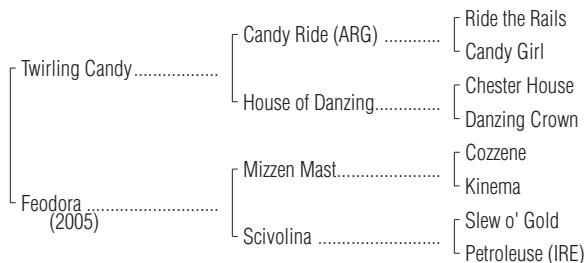 Ride the Rails
Candy Ride (ARG) ............
Candy Girl
Twirling Candy..................
Chester House
House of Danzing..............
Danzing Crown
Cozzene
Mizzen Mast......................
Kinema
Feodora ............................
(2005)
Slew o' Gold
Scivolina ..........................
Petroleuse (IRE)